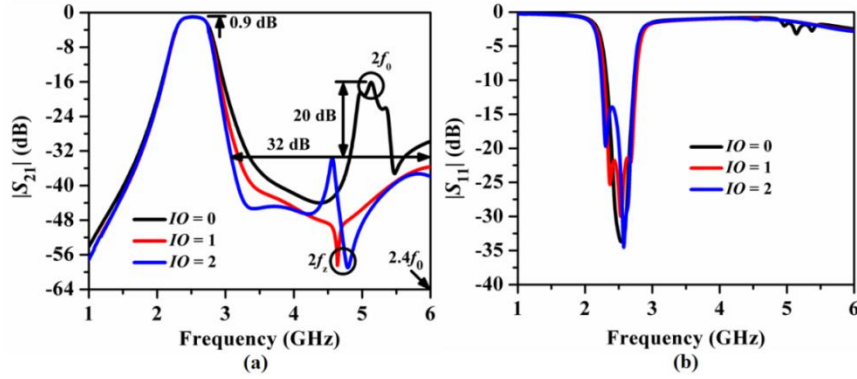 0
-8
-16
-24
-32
-40
-48
-56
-64
|S21| (dB)
0.9 dB
2f0
20 dB
32 dB
IO = 0
IO = 1
IO = 2
2fz
2.4f0
1 2 3 4 5 6
Frequency (GHz)
(a)
0
-5
-10
-15
-20
-25
-30
-35
-40
|S11| (dB)
IO = 0
IO = 1
IO = 2
1 2 3 4 5 6
Frequency (GHz)
(b)